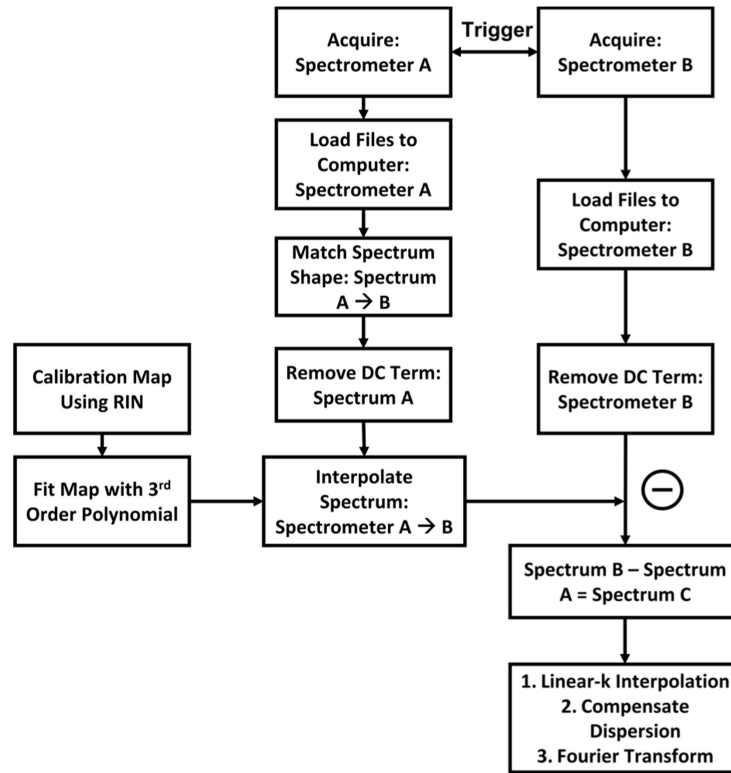 Acquire:
Spectrometer A
Trigger
Acquire:
Spectrometer B
Load Files to
Computer:
Spectrometer A
Load Files to
Computer:
Spectrometer B
Match Spectrum
Shape: Spectrum
A → B
Calibration Map
Using RIN
Remove DC Term:
Spectrum A
Remove DC Term:
Spectrometer B
Fit Map with 3rd
Order Polynomial
Interpolate
Spectrum:
Spectrometer A → B
−
Spectrum B – Spectrum
A = Spectrum C
1. Linear-k Interpolation
2. Compensate
Dispersion
3. Fourier Transform